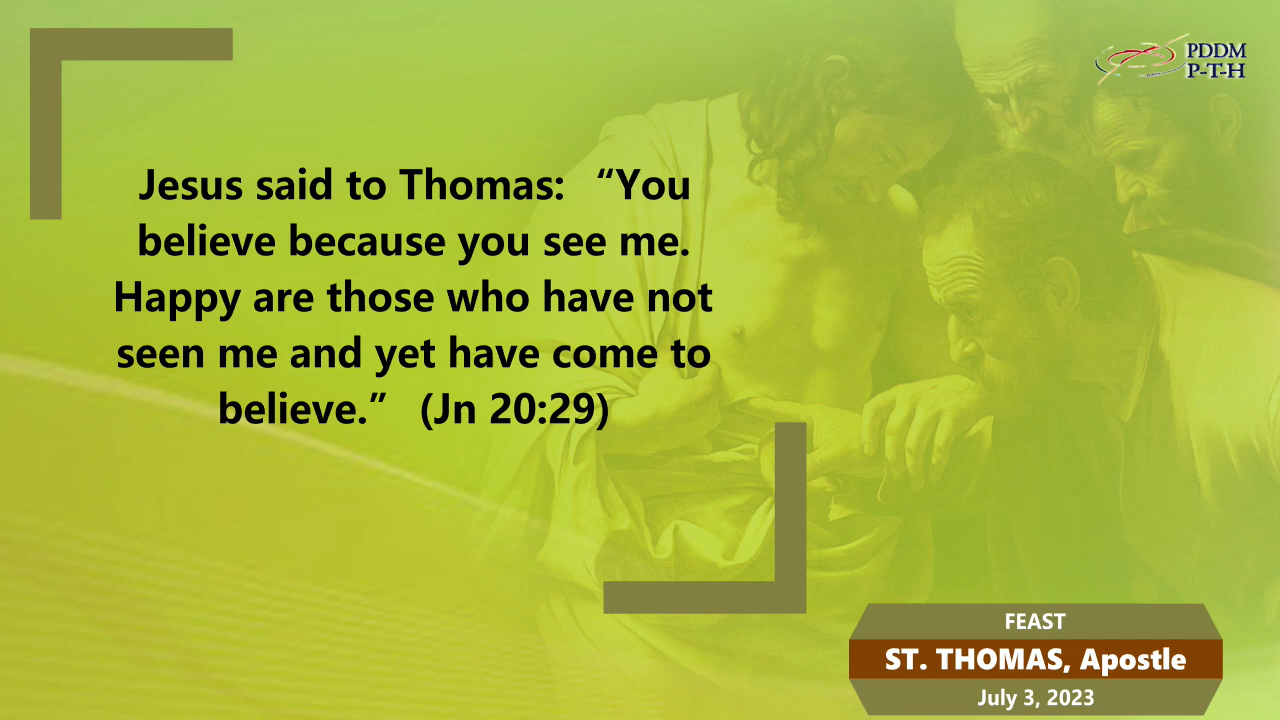 PDDM
P-T-H
Jesus said to Thomas: “You
believe because you see me.
Happy are those who have not
seen me and yet have come to
believe.” (Jn 20:29)
FEAST
ST. THOMAS, Apostle
July 3, 2023